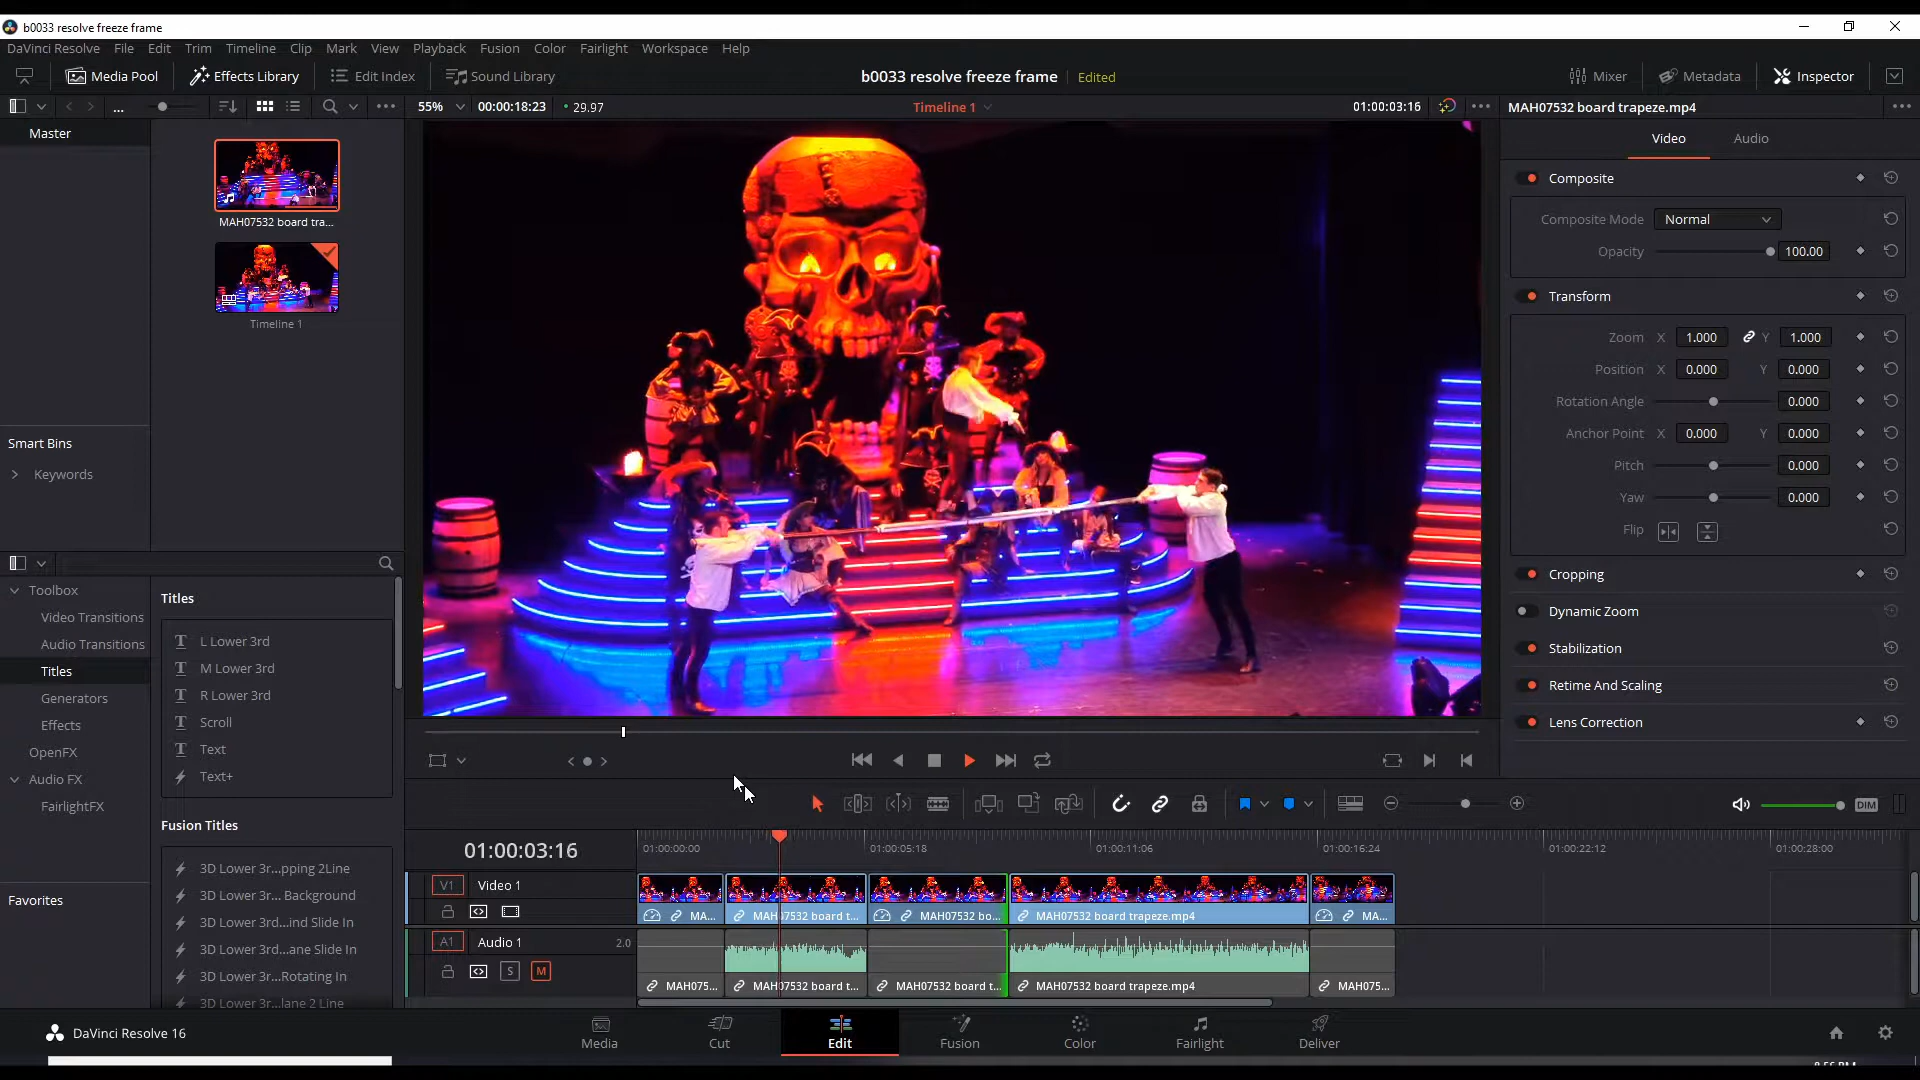 b0033 resolve freeze frame
DaVinci Resolve File Edit Trim Timeline Clip Mark View Playback Fusion Color Fairlight Workspace Help
Media Pool Effects Library Edit Index Sound Library b0033 resolve freeze frame Edited Mixer Metadata Inspector
... 55% 00:00:18:23 29.97 Timeline 1 01:00:03:16 MAH07532 board trapeze.mp4
Master
MAH07532 board tra...
Timeline 1
Smart Bins
Keywords
Video Audio
Composite
Composite Mode Normal
Opacity 100.00
Transform
Zoom X 1.000 Y 1.000
Position X 0.000 Y 0.000
Rotation Angle 0.000
Anchor Point X 0.000 Y 0.000
Pitch 0.000
Yaw 0.000
Flip
Cropping
Dynamic Zoom
Stabilization
Retime And Scaling
Lens Correction
Toolbox
Video Transitions
Audio Transitions
Titles
Generators
Effects
OpenFX
Audio FX
FairlightFX
Favorites
Titles
L Lower 3rd
M Lower 3rd
R Lower 3rd
Scroll
Text
Text+
Fusion Titles
3D Lower 3r...pping 2Line
3D Lower 3r... Background
3D Lower 3rd...ind Slide In
3D Lower 3rd...ane Slide In
3D Lower 3r...Rotating In
3D Lower 3r...lane 2 Line
DIM
01:00:03:16 01:00:00:00 01:00:05:18 01:00:11:06 01:00:16:24 01:00:22:12 01:00:28:00
V1 Video 1
MA... MAH07532 board t... MAH07532 bo... MAH07532 board trapeze.mp4 MA...
A1 Audio 1 2.0
S M
MAH075... MAH07532 board t... MAH07532 board t... MAH07532 board trapeze.mp4 MAH075...
DaVinci Resolve 16
Media Cut Edit Fusion Color Fairlight Deliver